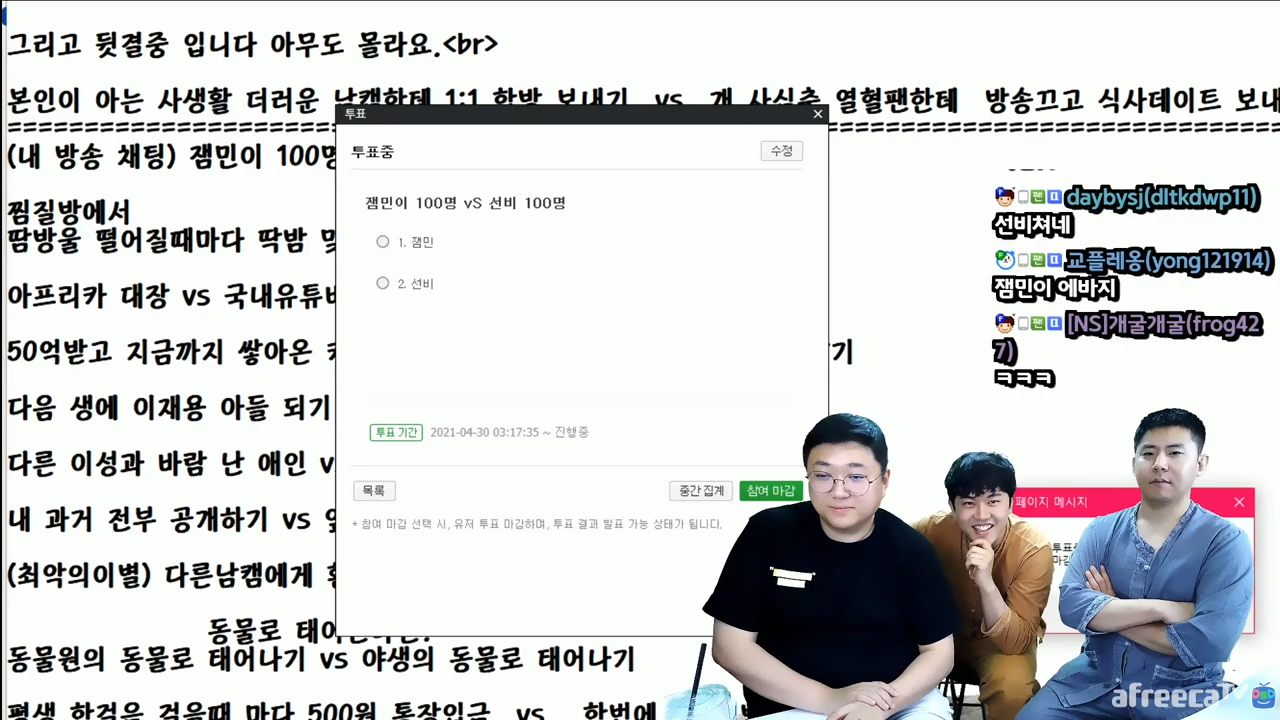 그리고 뒷결중 입니다 아무도 몰라요.<br>
본인이 아는 사생활 더러운 남캠한테 1:1 합방 보내기 vs 걔 사심충 열혈팬한테 방송끄고 식사데이트 보내
(내 방송 채팅) 잼민이 100명
찜질방에서
땀방울 떨어질때마다 딱밤 맞
아프리카 대장 vs 국내유튜브
50억받고 지금까지 쌓아온
기
다음 생에 이재용 아들 되기
다른 이성과 바람 난 애인 v
내 과거 전부 공개하기 vs
(최악의이별) 다른남캠에게
동물로 태어난다면?
동물원의 동물로 태어나기 vs 야생의 동물로 태어나기
평생 한걸음 걸을때 마다 500원 통장입금 vs 한번에
투표
투표중
수정
잼민이 100명 vS 선비 100명
1. 잼민
2. 선비
투표 기간 2021-04-30 03:17:35 ~ 진행중
목록
중간 집계
참여 마감
* 참여 마감 선택 시, 유저 투표 마감하며, 투표 결과 발표 가능 상태가 됩니다.
daybysj(dltkdwp11)
선비쳐네
교플레옹(yong121914)
잼민이 에바지
[NS]개굴개굴(frog42
7)
ㅋㅋㅋ
페이지 메시지
투표
마감
afreecaTV